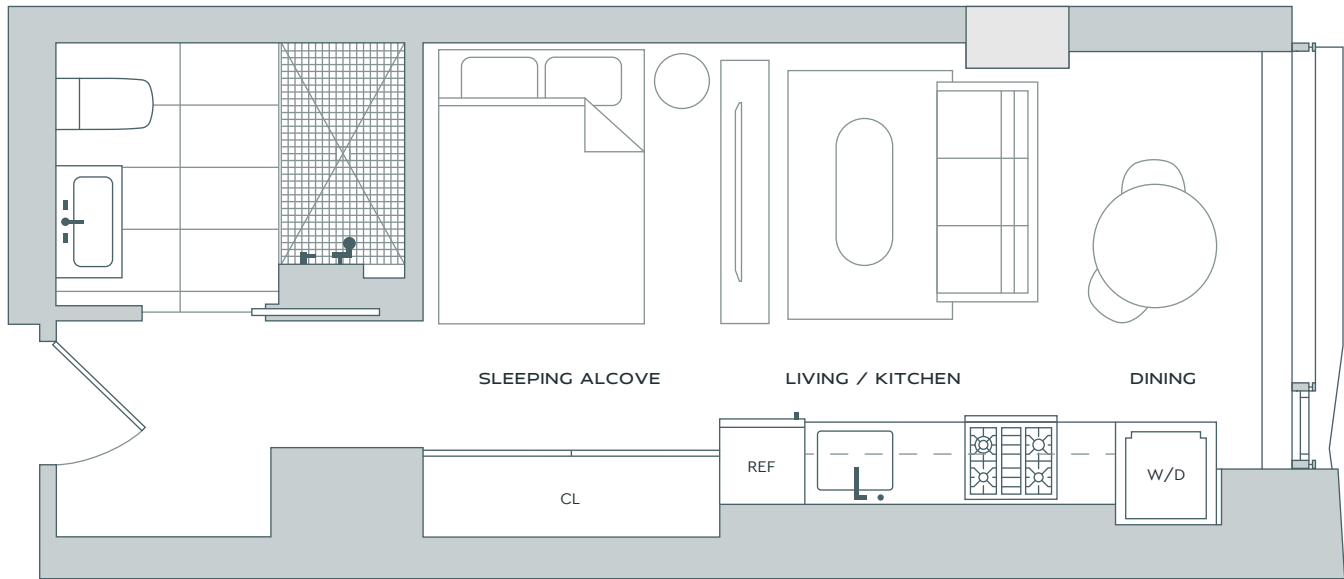 SLEEPING ALCOVE
LIVING / KITCHEN
DINING
REF
W/D
CL